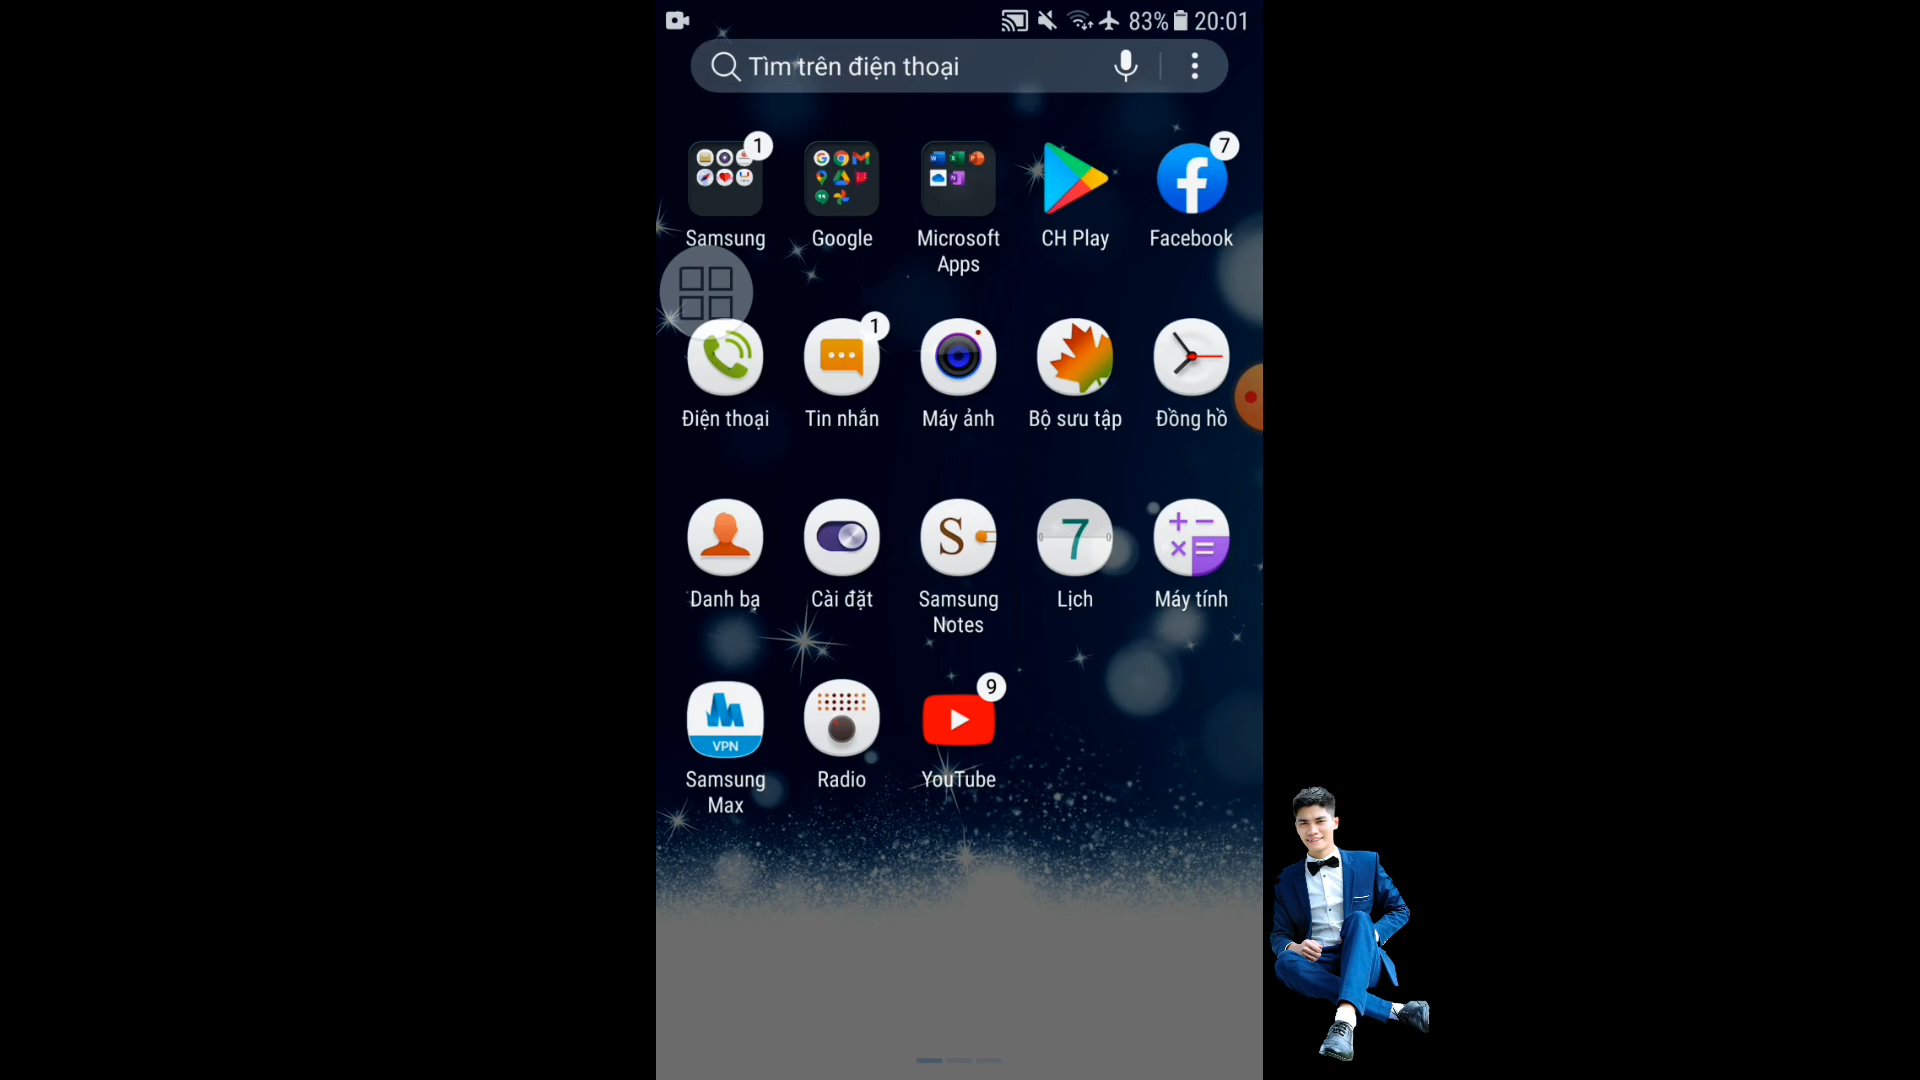 83% 20:01
Tìm trên điện thoại
1
7
Samsung
Google
Microsoft
Apps
CH Play
Facebook
1
Điện thoại
Tin nhắn
Máy ảnh
Bộ sưu tập
Đồng hồ
S
7
Danh bạ
Cài đặt
Samsung
Notes
Lịch
Máy tính
VPN
9
Samsung
Max
Radio
YouTube